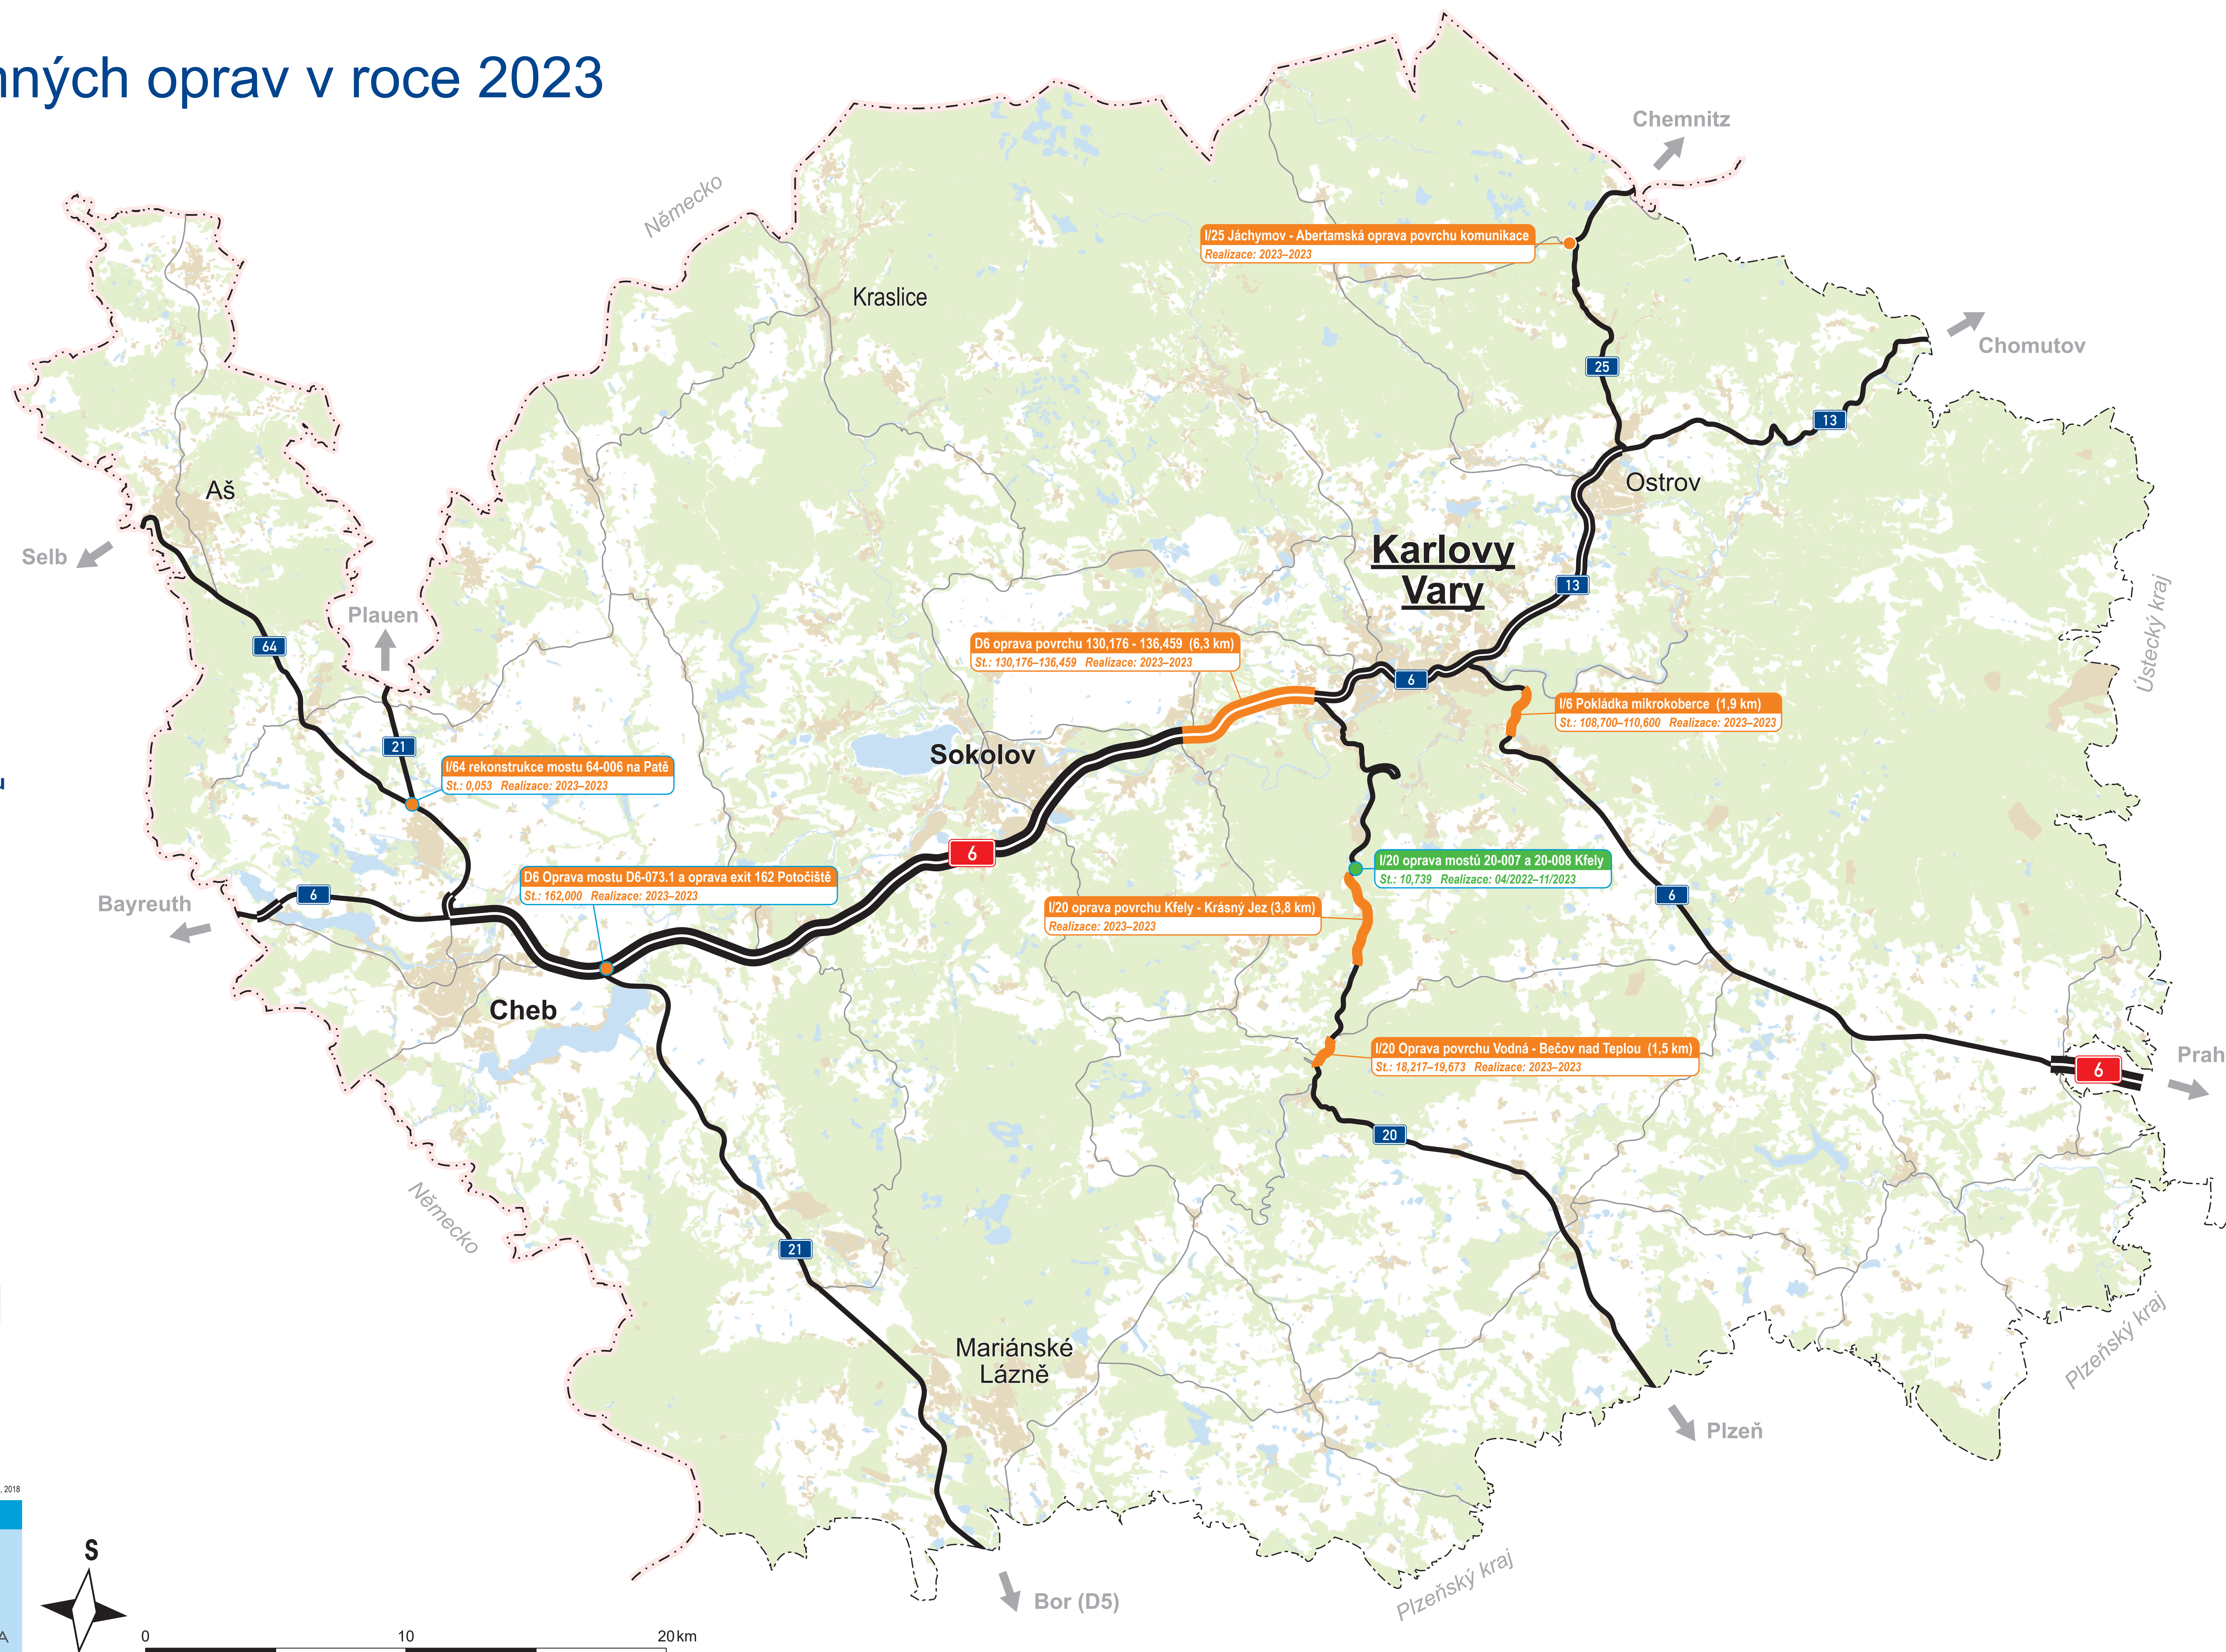 ných oprav v roce 2023
Chemnitz
Německo
I/25 Jáchymov - Abertamská oprava povrchu komunikace
Realizace: 2023–2023
Kraslice
Chomutov
25
13
Aš
Ostrov
Selb
Karlovy
Vary
13
Plauen
Ústecký kraj
64
D6 oprava povrchu 130,176 - 136,459 (6,3 km)
St.: 130,176–136,459 Realizace: 2023–2023
6
I/6 Pokládka mikrokoberce (1,9 km)
St.: 108,700–110,600 Realizace: 2023–2023
21
Sokolov
I/64 rekonstrukce mostu 64-006 na Patě
St.: 0,053 Realizace: 2023–2023
6
I/20 oprava mostů 20-007 a 20-008 Kfely
St.: 10,739 Realizace: 04/2022–11/2023
D6 Oprava mostu D6-073.1 a oprava exit 162 Potočiště
St.: 162,000 Realizace: 2023–2023
6
6
Bayreuth
I/20 oprava povrchu Kfely - Krásný Jez (3,8 km)
Realizace: 2023–2023
Cheb
I/20 Oprava povrchu Vodná - Bečov nad Teplou (1,5 km)
St.: 18,217–19,673 Realizace: 2023–2023
Prah
6
20
Německo
21
Mariánské
Lázně
Plzeňský kraj
Plzeň
, 2018
S
Plzeňský kraj
Bor (D5)
0 10 20 km